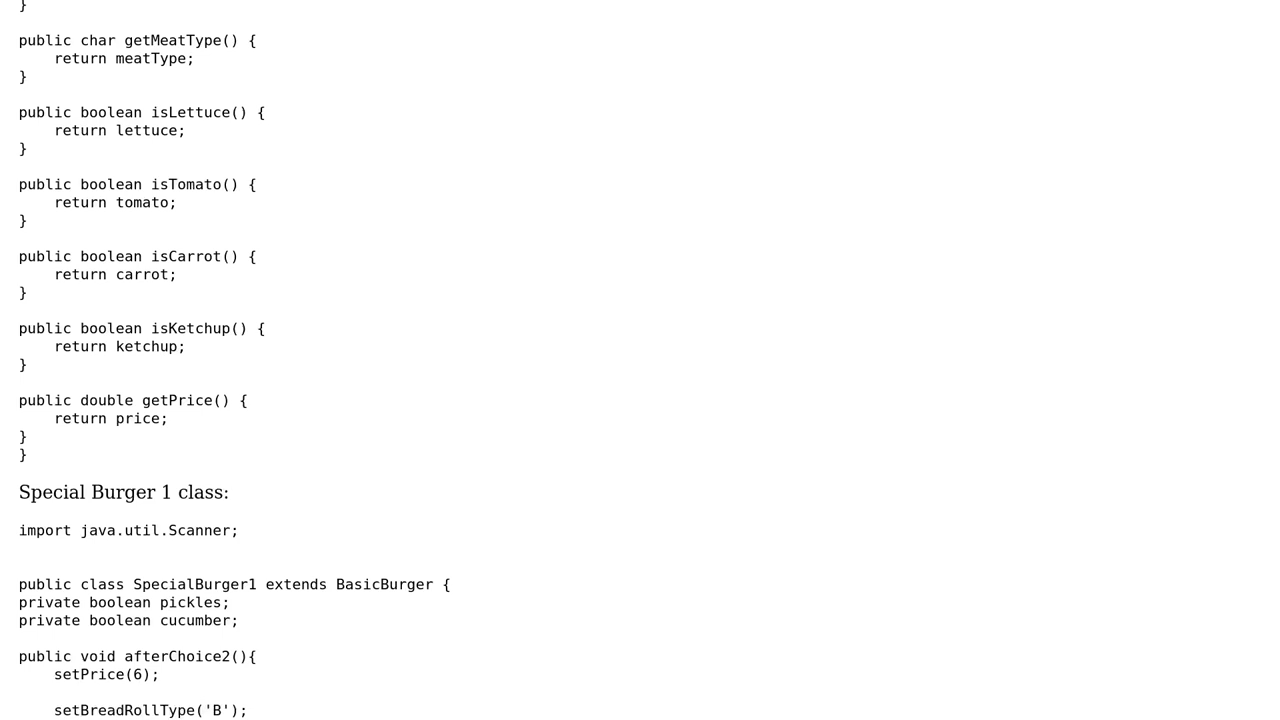 }
public char getMeatType() {
    return meatType;
}
public boolean isLettuce() {
    return lettuce;
}
public boolean isTomato() {
    return tomato;
}
public boolean isCarrot() {
    return carrot;
}
public boolean isKetchup() {
    return ketchup;
}
public double getPrice() {
    return price;
}
}
Special Burger 1 class:
import java.util.Scanner;
public class SpecialBurger1 extends BasicBurger {
private boolean pickles;
private boolean cucumber;
public void afterChoice2(){
    setPrice(6);
    setBreadRollType('B');